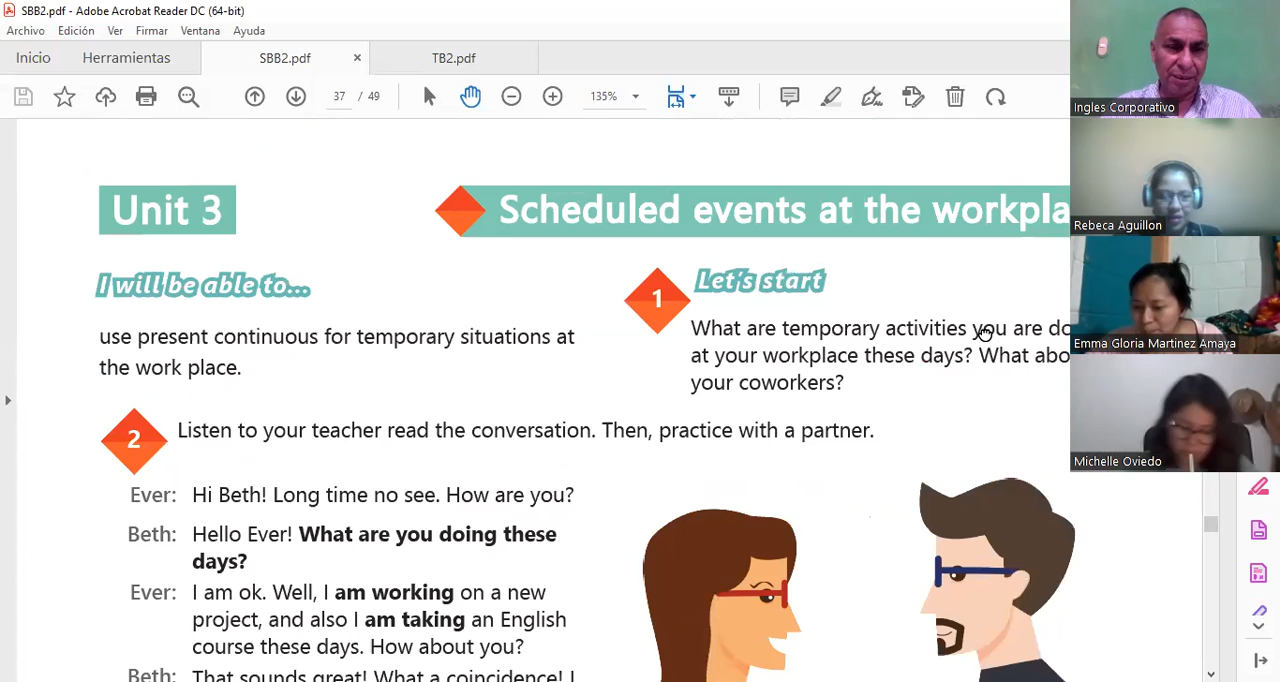 SBB2.pdf - Adobe Acrobat Reader DC (64-bit)
Archivo Edición Ver Firmar Ventana Ayuda
Inicio Herramientas SBB2.pdf × TB2.pdf
37 / 49 135%
Unit 3
Scheduled events at the workpla
I will be able to...
use present continuous for temporary situations at
the work place.
1
Let's start
What are temporary activities you are do
at your workplace these days? What abo
your coworkers?
2
Listen to your teacher read the conversation. Then, practice with a partner.
Ever: Hi Beth! Long time no see. How are you?
Beth: Hello Ever! What are you doing these
days?
Ever: I am ok. Well, I am working on a new
project, and also I am taking an English
course these days. How about you?
Beth: That sounds great! What a coincidence! I
Ingles Corporativo
Rebeca Aguillon
Emma Gloria Martinez Amaya
Michelle Oviedo